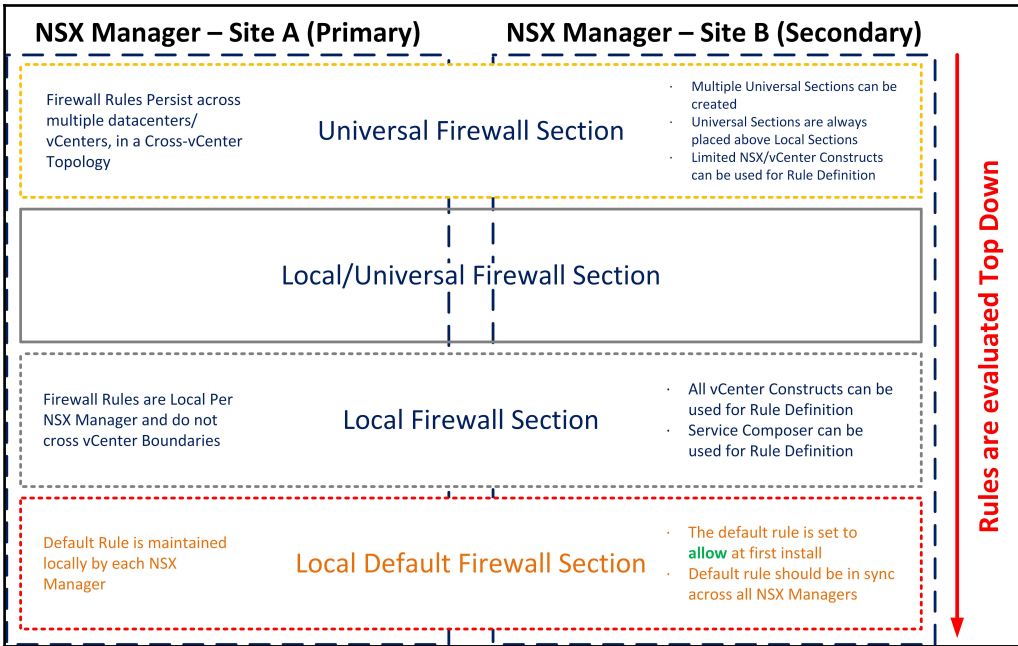 NSX Manager – Site A (Primary)
NSX Manager – Site B (Secondary)
Firewall Rules Persist across
multiple datacenters/
vCenters, in a Cross-vCenter
Topology
Universal Firewall Section
· Multiple Universal Sections can be
created
· Universal Sections are always
placed above Local Sections
· Limited NSX/vCenter Constructs
can be used for Rule Definition
Local/Universal Firewall Section
Firewall Rules are Local Per
NSX Manager and do not
cross vCenter Boundaries
Local Firewall Section
· All vCenter Constructs can be
used for Rule Definition
· Service Composer can be
used for Rule Definition
Default Rule is maintained
locally by each NSX
Manager
Local Default Firewall Section
· The default rule is set to
allow at first install
· Default rule should be in sync
across all NSX Managers
Rules are evaluated Top Down